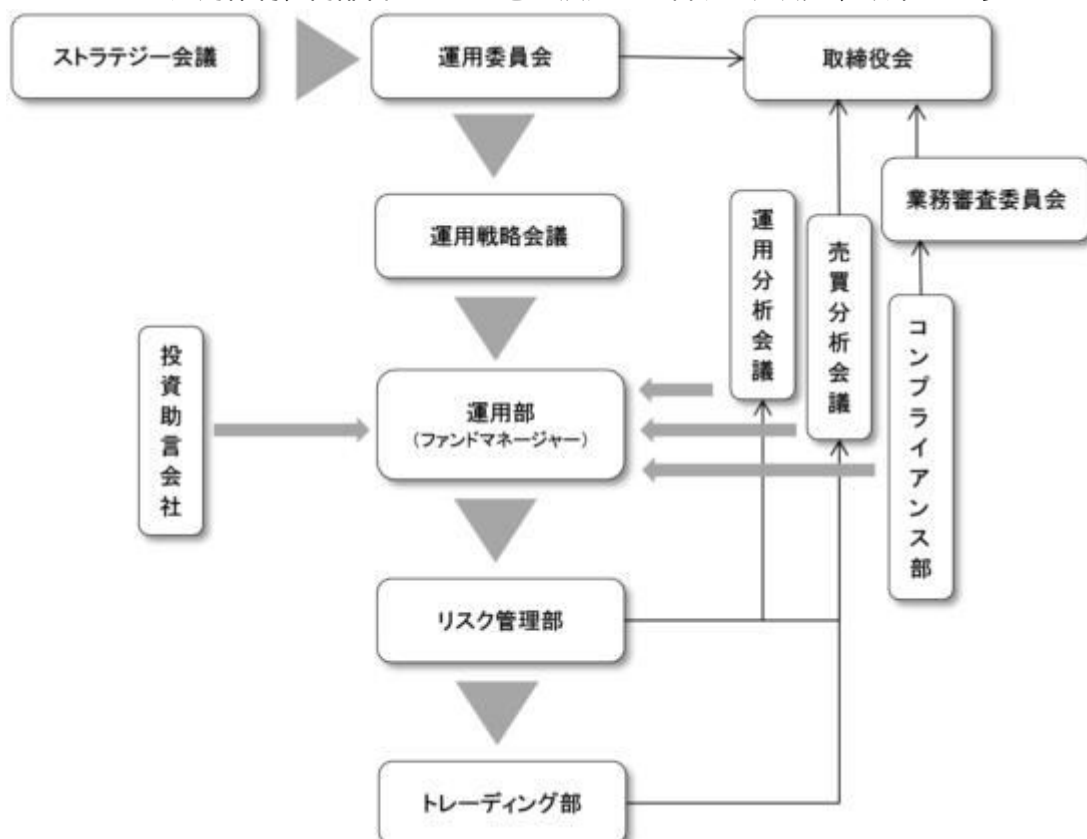 ストラテジー会議
運用委員会
取締役会
業務審査委員会
運用戦略会議
運用分析会議
売買分析会議
コンプライアンス部
投資助言会社
運用部
（ファンドマネージャー）
リスク管理部
トレーディング部